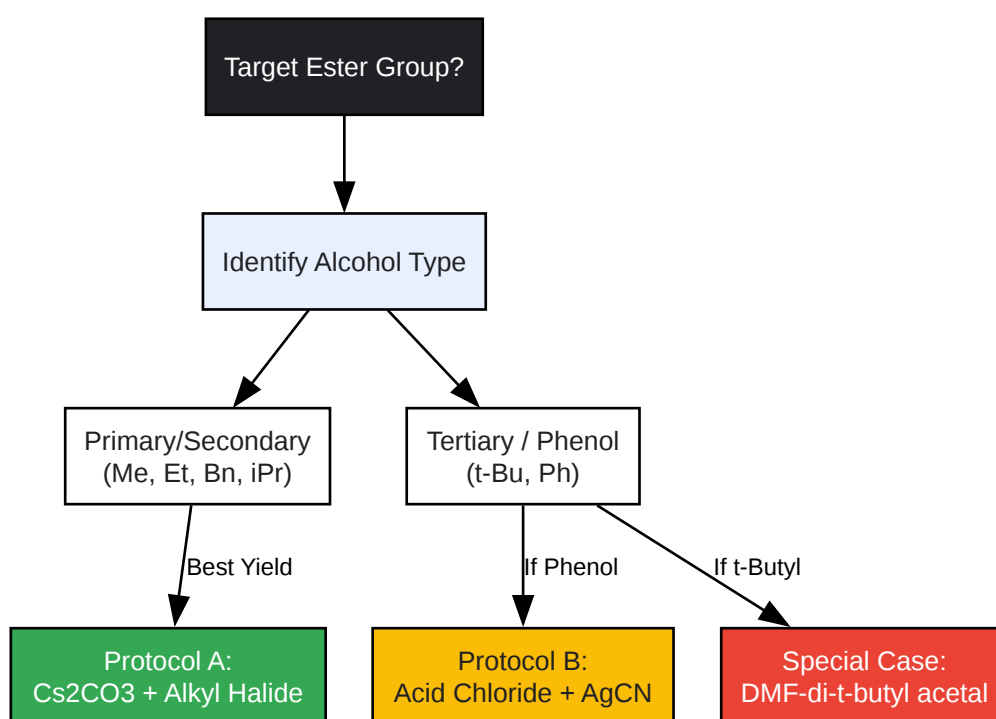 Target Ester Group?
Identify Alcohol Type
Primary/Secondary
(Me, Et, Bn, iPr)
Tertiary / Phenol
(t-Bu, Ph)
Best Yield
If Phenol
If t-Butyl
Protocol A:
Cs2CO3 + Alkyl Halide
Protocol B:
Acid Chloride + AgCN
Special Case:
DMF-di-t-butyl acetal